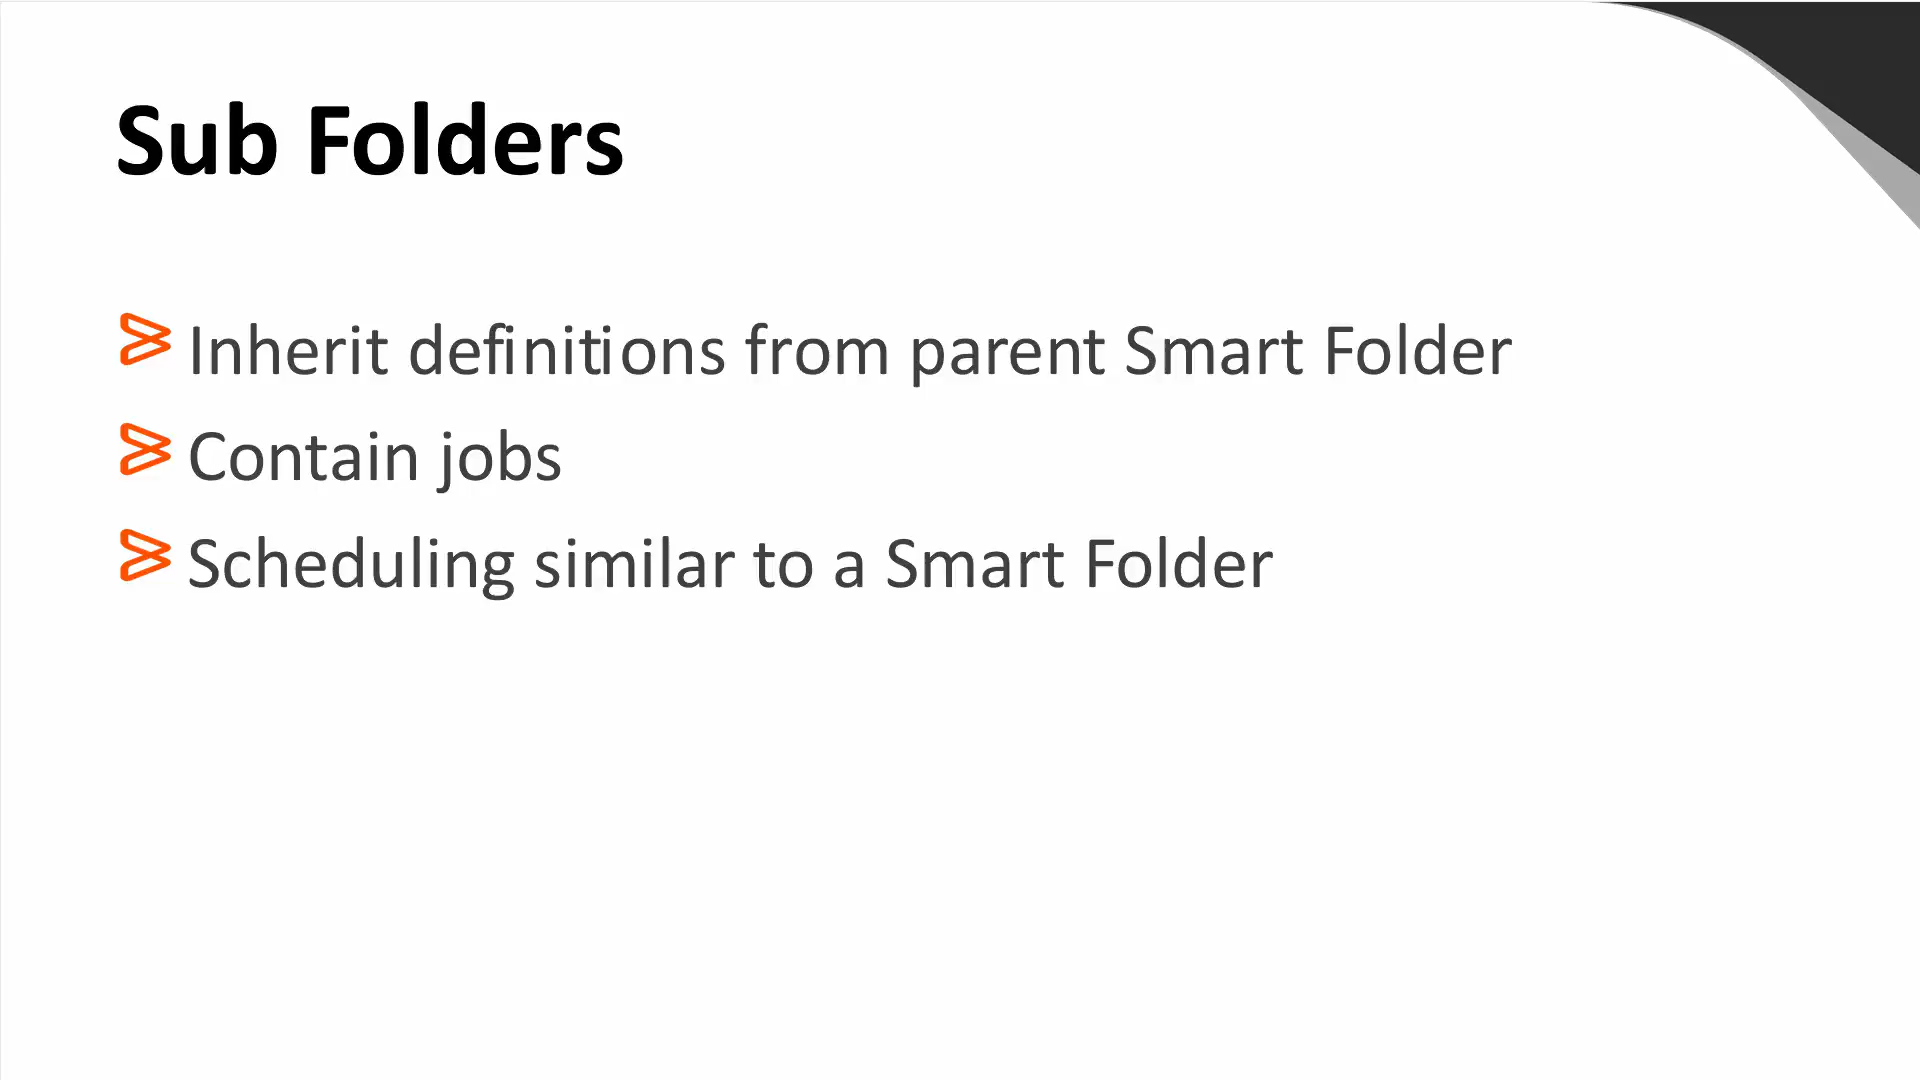 Sub Folders
Inherit definitions from parent Smart Folder
Contain jobs
Scheduling similar to a Smart Folder